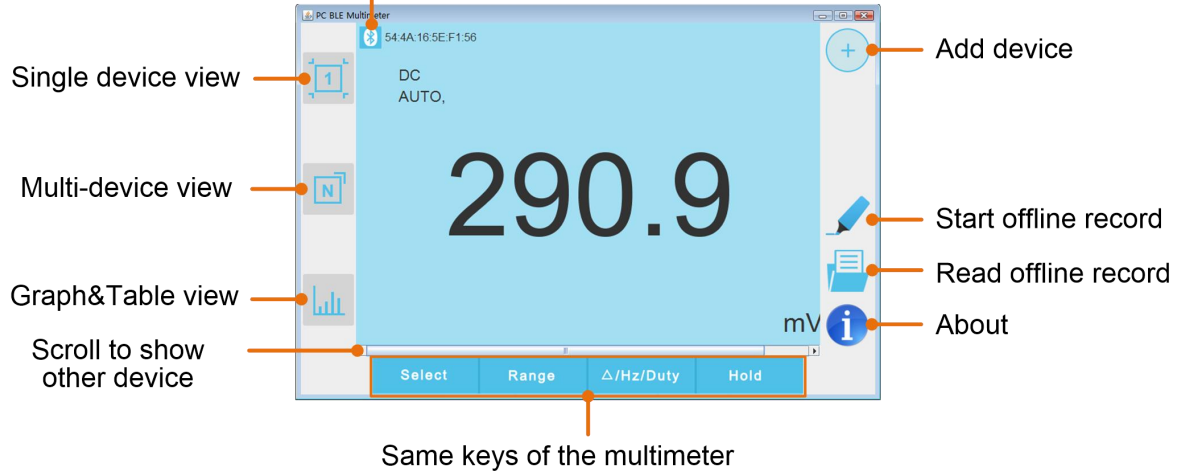 PC BLE Multimeter
54:4A:16:5E:F1:56
Add device
Single device view
1
DC
AUTO,
290.9
Multi-device view
N
Start offline record
Read offline record
Graph&Table view
mV
i
About
Scroll to show
other device
Select Range △/Hz/Duty Hold
Same keys of the multimeter